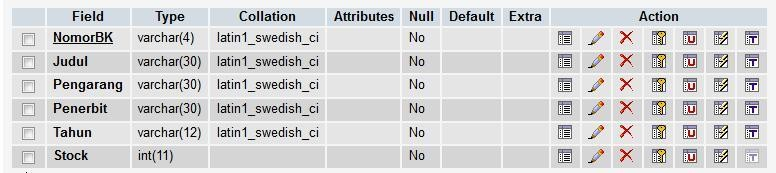 Field Type Collation Attributes Null Default Extra Action
NomorBK varchar(4) latin1_swedish_ci No
Judul varchar(30) latin1_swedish_ci No
Pengarang varchar(30) latin1_swedish_ci No
Penerbit varchar(30) latin1_swedish_ci No
Tahun varchar(12) latin1_swedish_ci No
Stock int(11) No